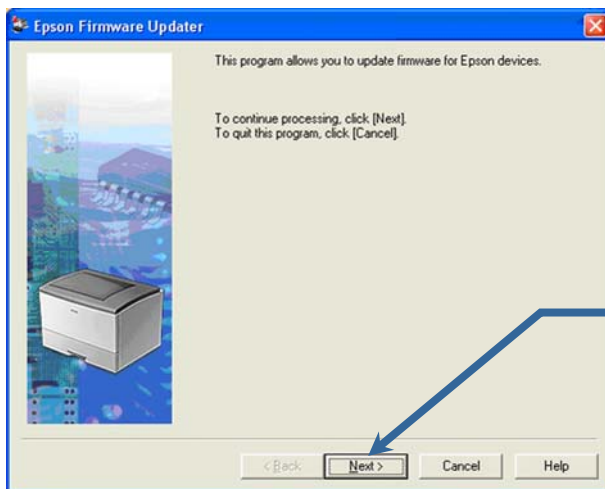 Epson Firmware Updater
This program allows you to update firmware for Epson devices.
To continue processing, click [Next].
To quit this program, click [Cancel].
< Back
Next >
Cancel
Help